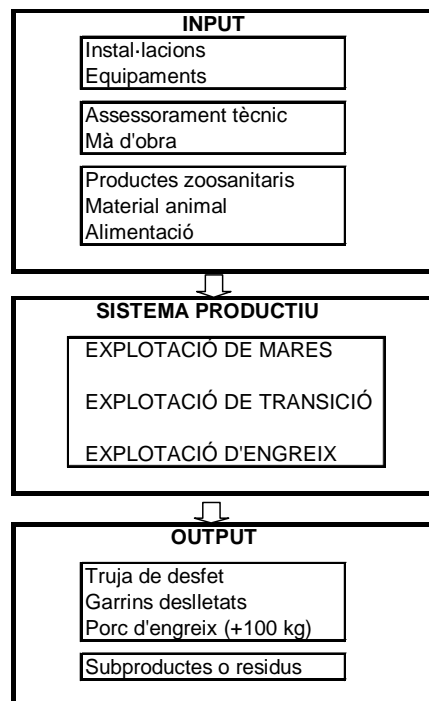 INPUT
Instal·lacions
Equipaments
Assessorament tècnic
Mà d'obra
Productes zoosanitaris
Material animal
Alimentació
SISTEMA PRODUCTIU
EXPLOTACIÓ DE MARES
EXPLOTACIÓ DE TRANSICIÓ
EXPLOTACIÓ D'ENGREIX
OUTPUT
Truja de desfet
Garrins deslletats
Porc d'engreix (+100 kg)
Subproductes o residus